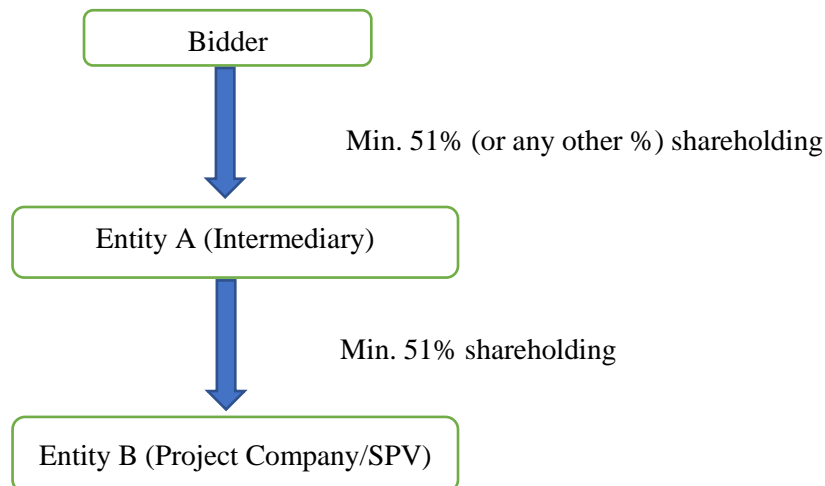 Bidder
Min. 51% (or any other %) shareholding
Entity A (Intermediary)
Min. 51% shareholding
Entity B (Project Company/SPV)